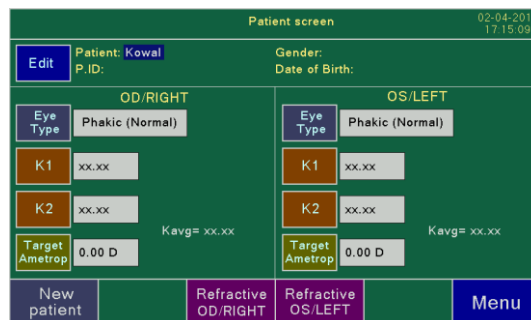 Patient screen
02-04-201
17:15:09
Edit
Patient: Kowal
P.ID:
Gender:
Date of Birth:
OD/RIGHT
Eye Type
Phakic (Normal)
K1
xx.xx
K2
xx.xx
Kavg= xx.xx
Target Ametrop
0.00 D
OS/LEFT
Eye Type
Phakic (Normal)
K1
xx.xx
K2
xx.xx
Kavg= xx.xx
Target Ametrop
0.00 D
New patient
Refractive OD/RIGHT
Refractive OS/LEFT
Menu